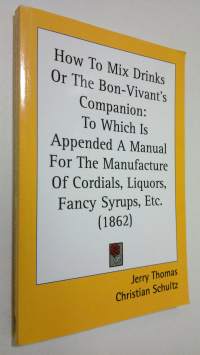 How To Mix Drinks
Or The Bon-Vivant's
Companion:
To Which Is
Appended A Manual
For The Manufacture
Of Cordials, Liquors,
Fancy Syrups, Etc.
(1862)
Jerry Thomas
Christian Schultz